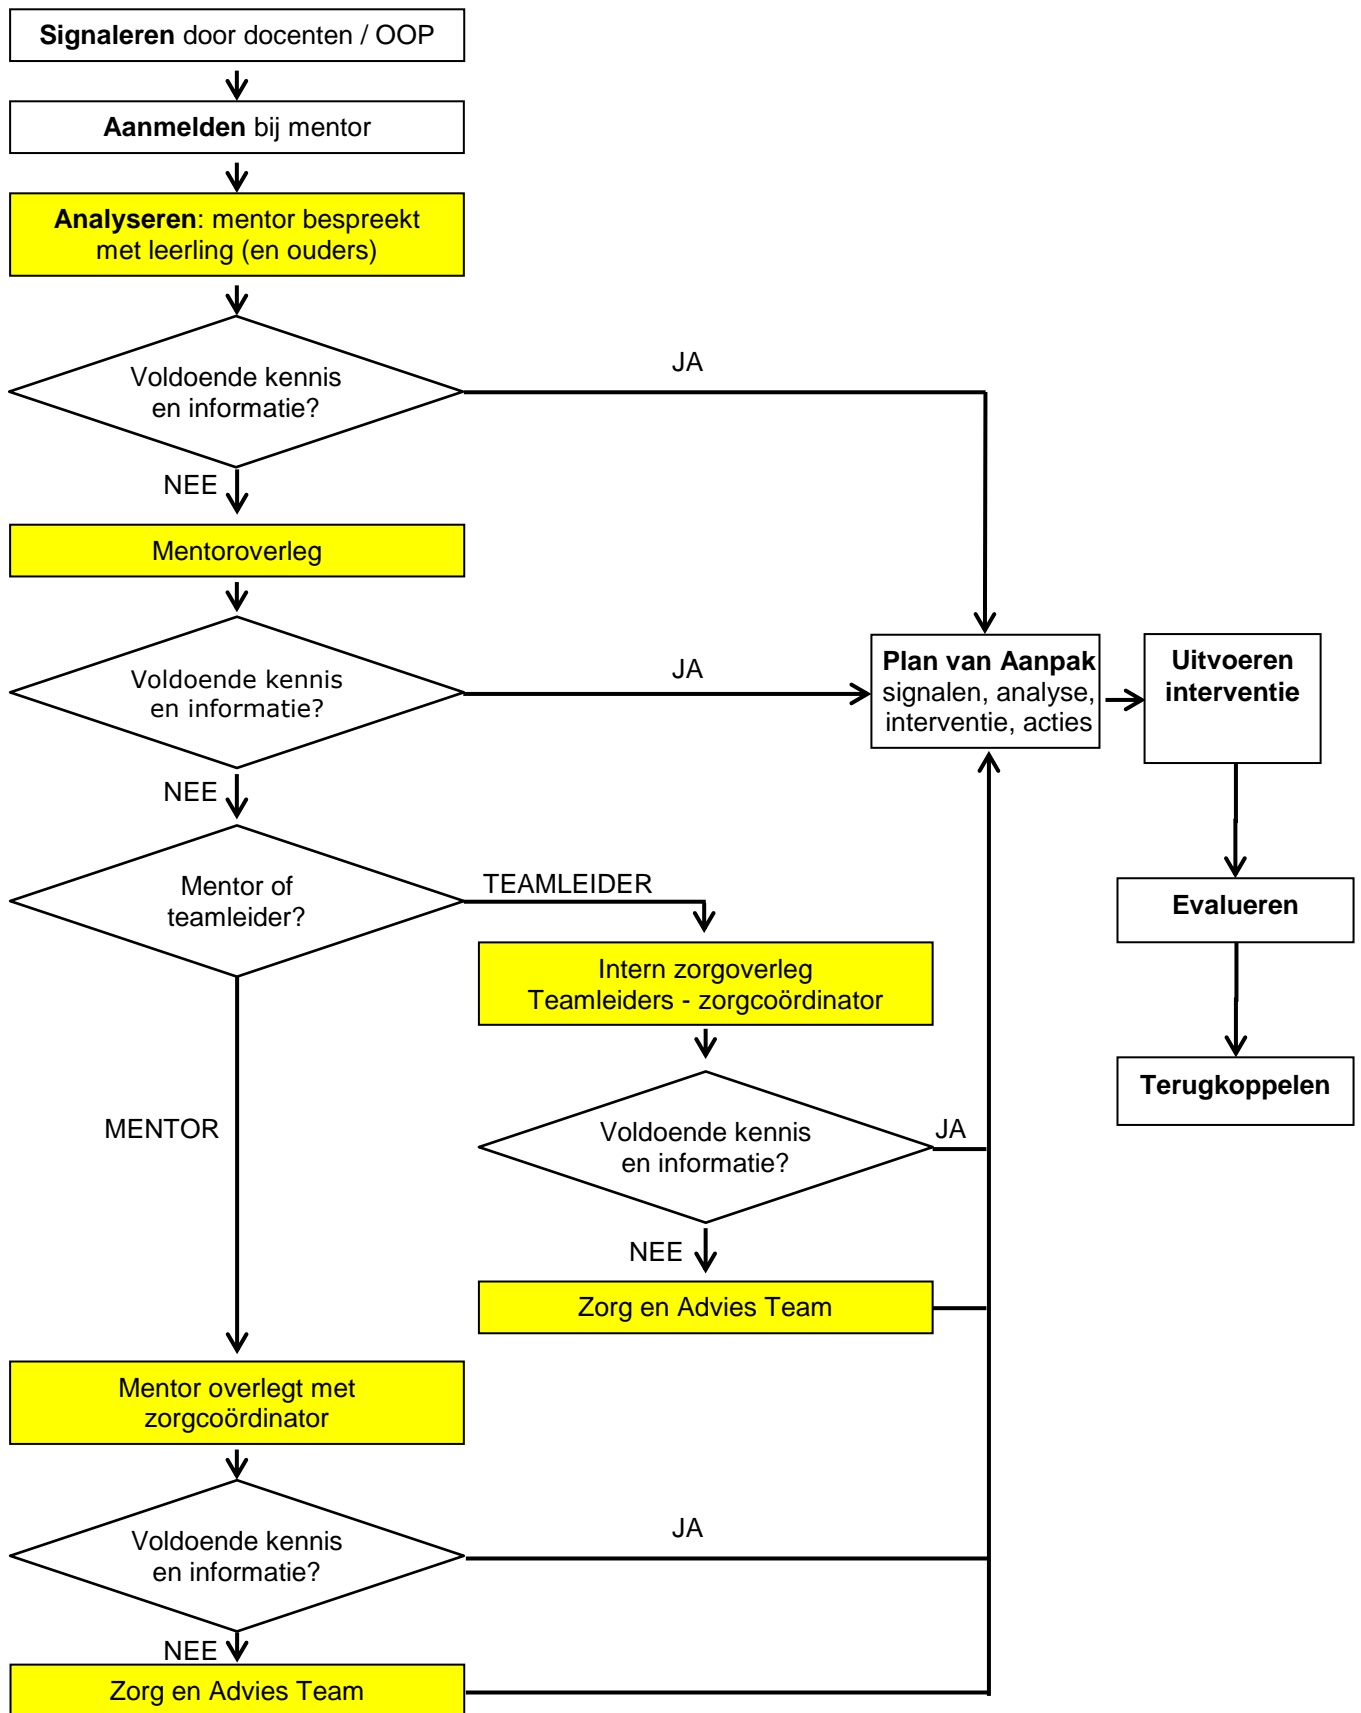 Signaleren door docenten / OOP
Aanmelden bij mentor
Analyseren: mentor bespreekt
met leerling (en ouders)
Voldoende kennis
en informatie?
JA
NEE
Mentoroverleg
Voldoende kennis
en informatie?
JA
Plan van Aanpak
signalen, analyse,
interventie, acties
Uitvoeren
interventie
NEE
Mentor of
teamleider?
TEAMLEIDER
Evalueren
Intern zorgoverleg
Teamleiders - zorgcoördinator
Terugkoppelen
MENTOR
Voldoende kennis
en informatie?
JA
NEE
Zorg en Advies Team
Mentor overlegt met
zorgcoördinator
Voldoende kennis
en informatie?
JA
NEE
Zorg en Advies Team